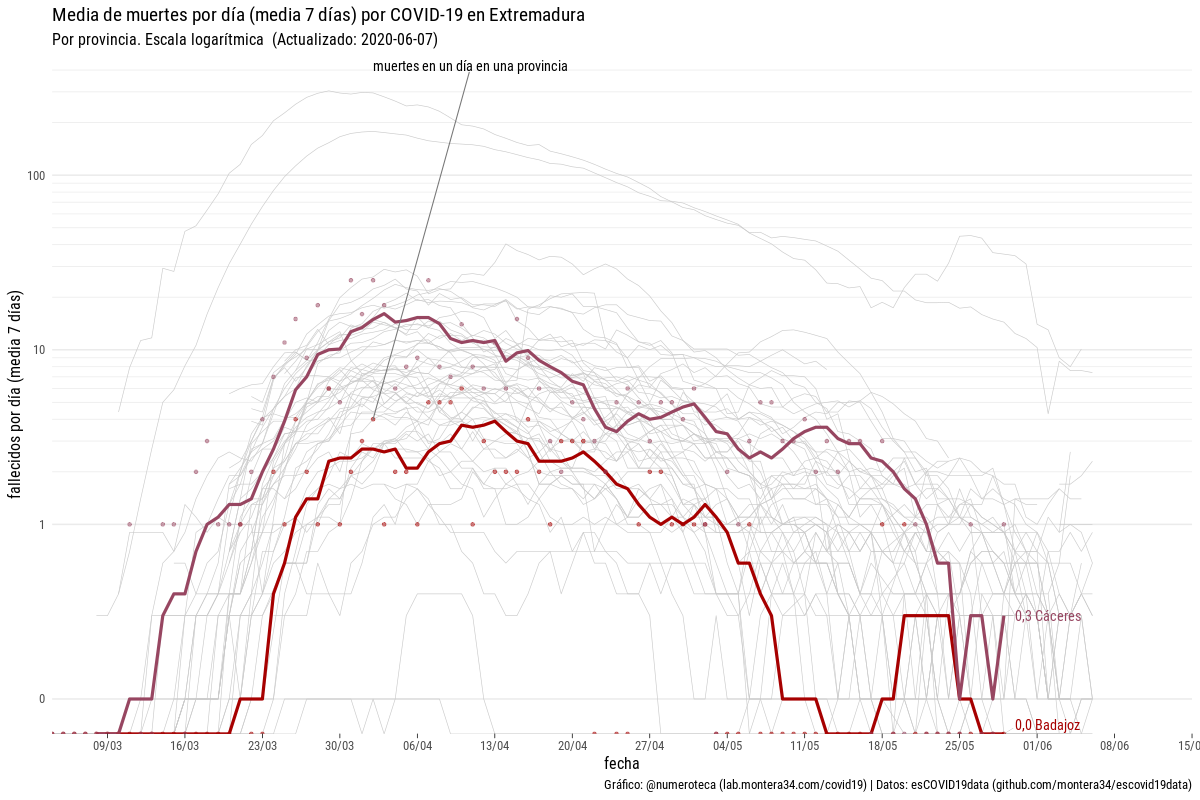 Media de muertes por día (media 7 días) por COVID-19 en Extremadura
Por provincia. Escala logarítmica  (Actualizado: 2020-06-07)
muertes en un día en una provincia
100
10
1
0
fallecidos por día (media 7 días)
0,3 Cáceres
0,0 Badajoz
09/03 16/03 23/03 30/03 06/04 13/04 20/04 27/04 04/05 11/05 18/05 25/05 01/06 08/06 15/0
fecha
Gráfico: @numeroteca (lab.montera34.com/covid19) | Datos: esCOVID19data (github.com/montera34/escovid19data)